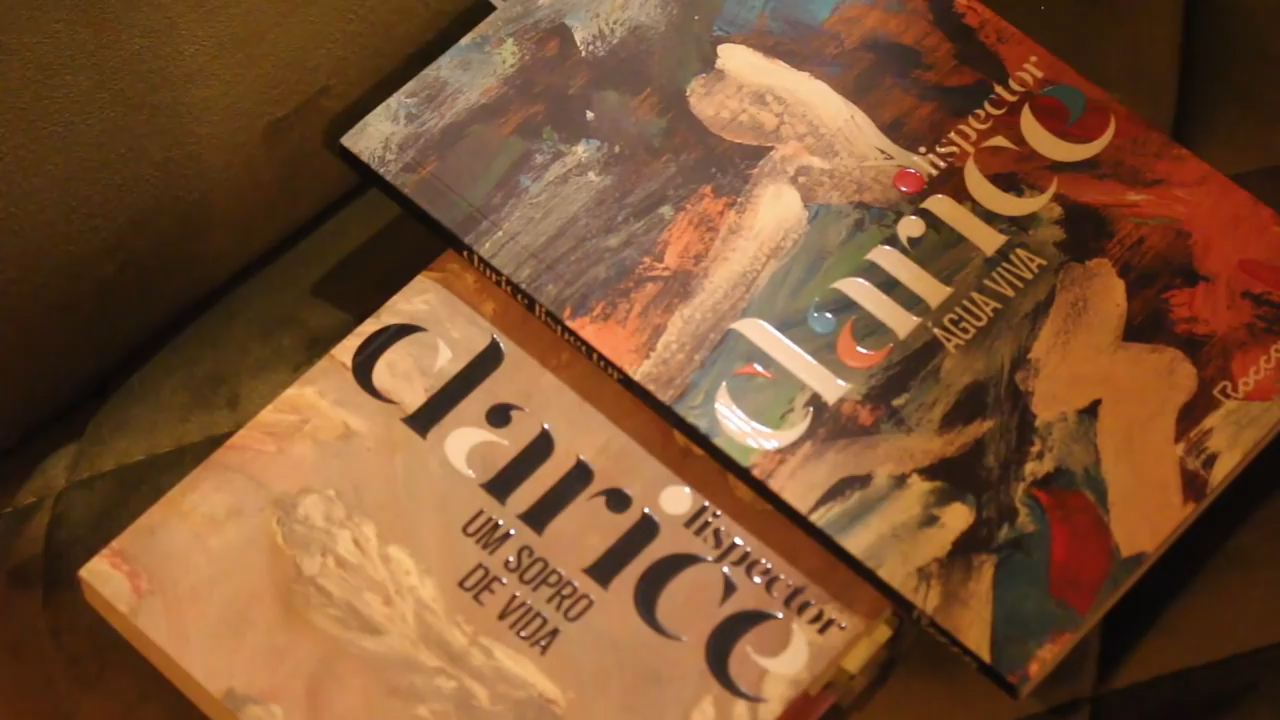 clarice
lispector
ÁGUA VIVA
Rocco
clarice lispector
clarice
lispector
UM SOPRO
DE VIDA